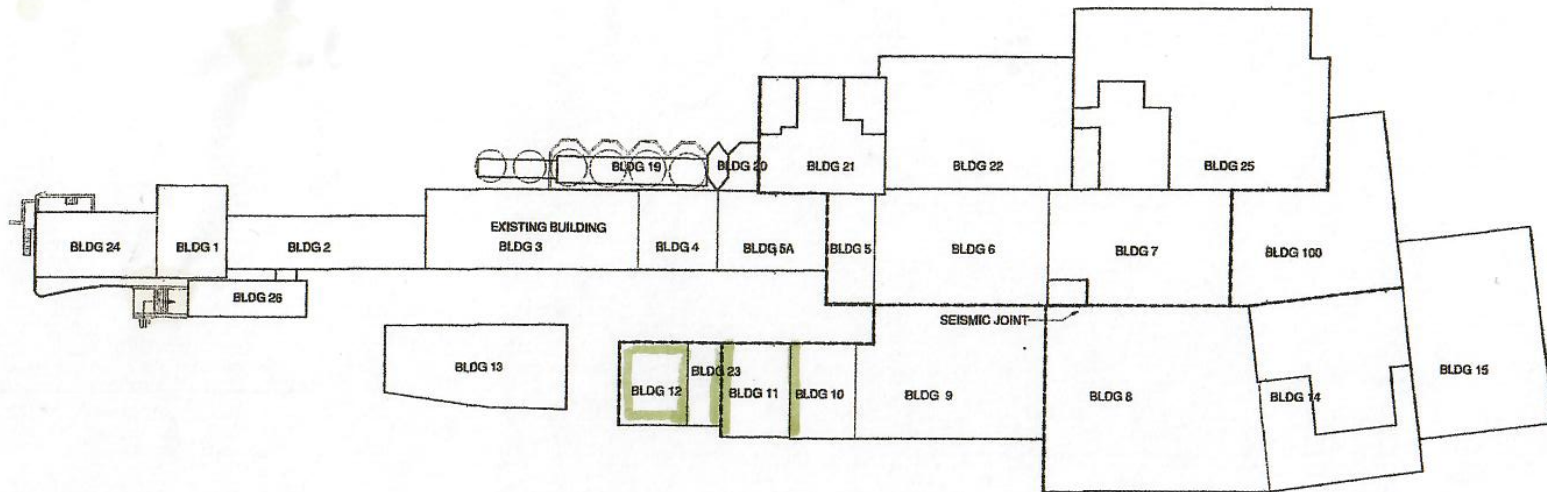 BLDG 19
BLDG 20
BLDG 21
BLDG 22
BLDG 25
BLDG 24
BLDG 1
BLDG 2
EXISTING BUILDING
BLDG 3
BLDG 4
BLDG 5A
BLDG 5
BLDG 6
BLDG 7
BLDG 100
BLDG 26
SEISMIC JOINT
BLDG 13
BLDG 12
BLDG 23
BLDG 11
BLDG 10
BLDG 9
BLDG 8
BLDG 14
BLDG 15